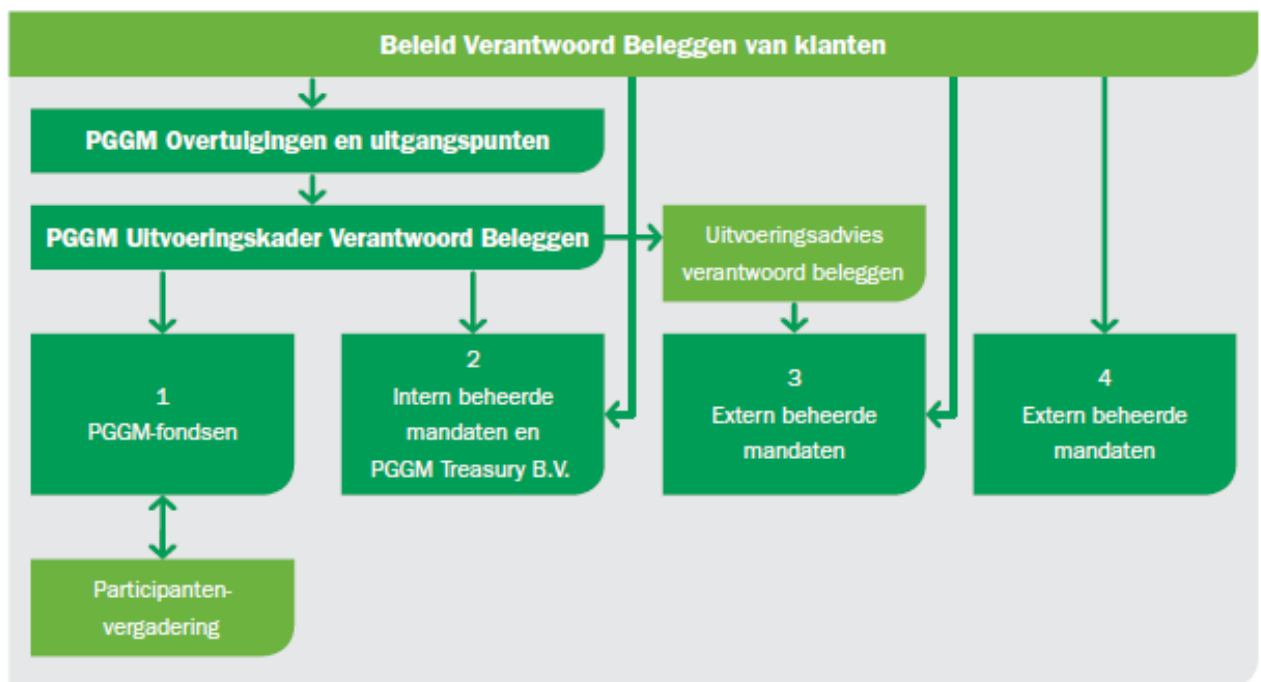 Beleid Verantwoord Beleggen van klanten
PGGM Overtuigingen en uitgangspunten
PGGM Uitvoeringskader Verantwoord Beleggen
Uitvoeringsadvies
verantwoord beleggen
1
PGGM-fondsen
2
Intern beheerde
mandaten en
PGGM Treasury B.V.
3
Extern beheerde
mandaten
4
Extern beheerde
mandaten
Participanten-
vergadering